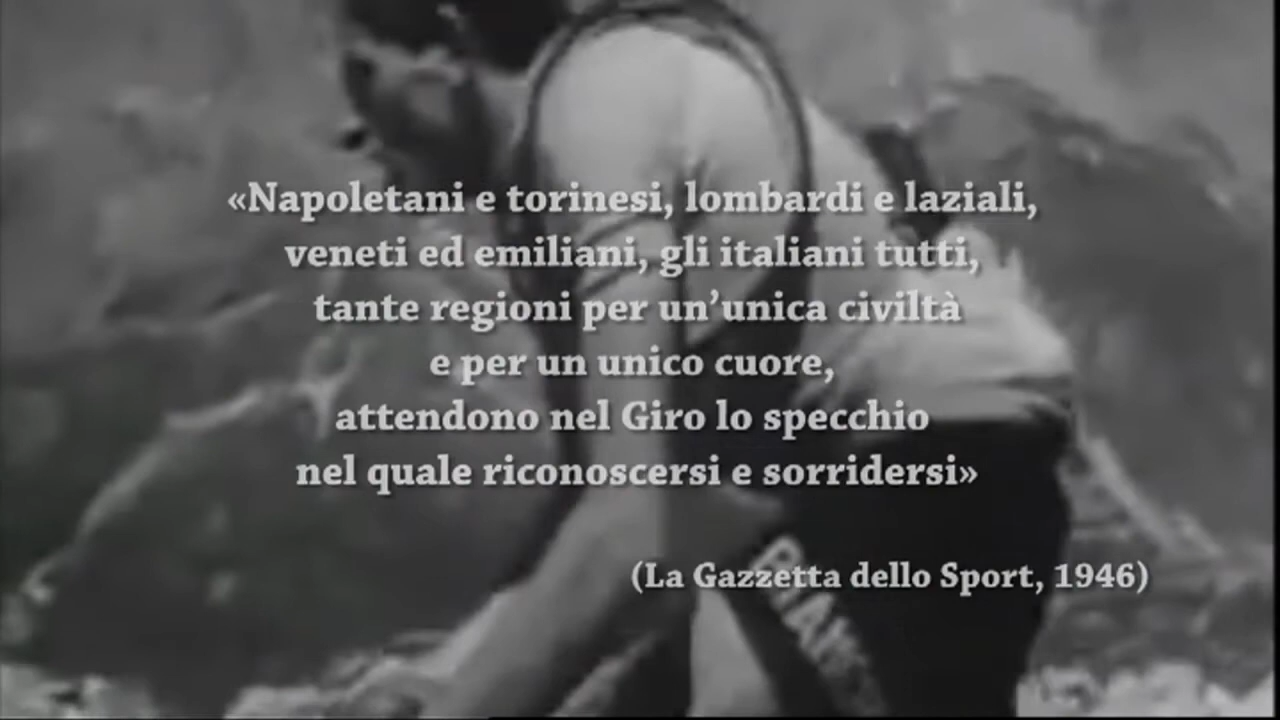 «Napoletani e torinesi, lombardi e laziali,
veneti ed emiliani, gli italiani tutti,
tante regioni per un’unica civiltà
e per un unico cuore,
attendono nel Giro lo specchio
nel quale riconoscersi e sorridersi»
(La Gazzetta dello Sport, 1946)